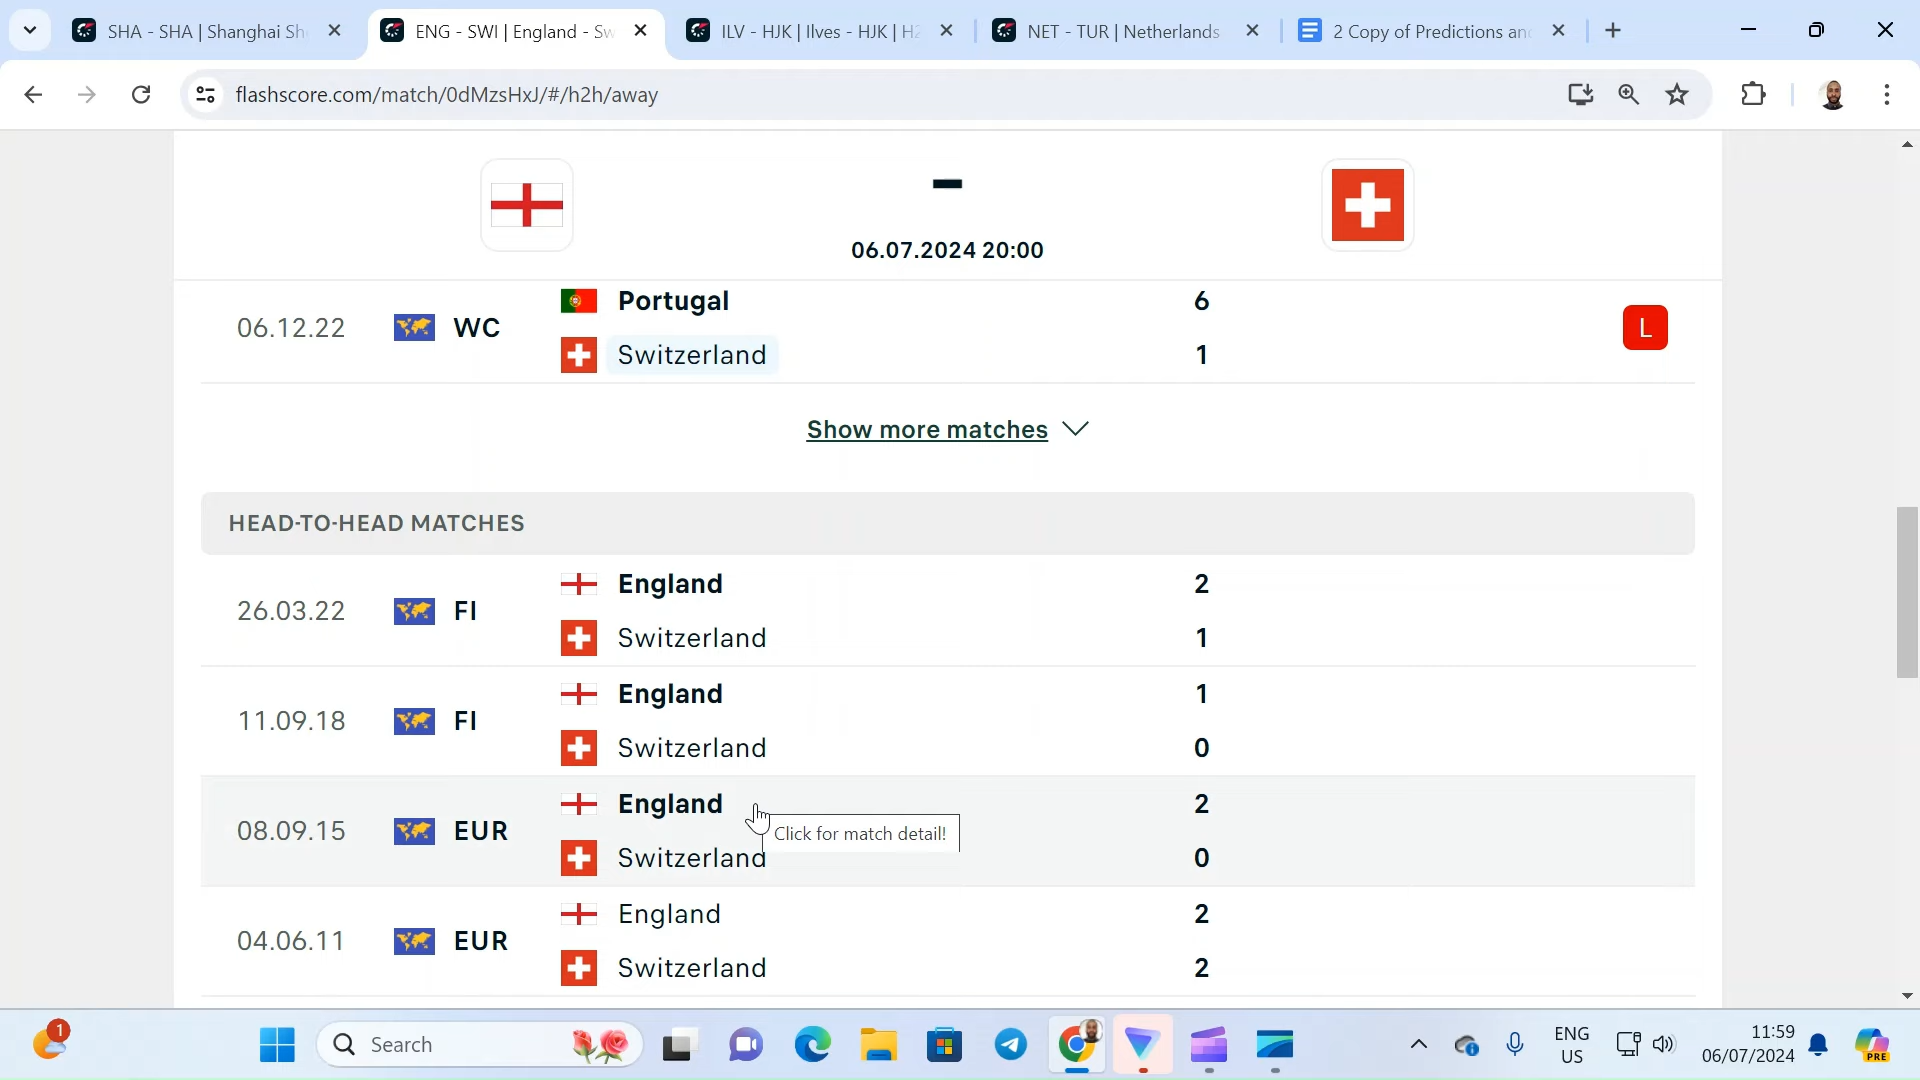 SHA - SHA | Shanghai Sh
ENG - SWI | England - Sw
ILV - HJK | Ilves - HJK | H2
NET - TUR | Netherlands
2 Copy of Predictions and
flashscore.com/match/0dMzsHxJ/#/h2h/away
-
06.07.2024 20:00
06.12.22 WC Portugal 6 L
Switzerland 1
Show more matches
HEAD-TO-HEAD MATCHES
26.03.22 FI England 2
Switzerland 1
11.09.18 FI England 1
Switzerland 0
08.09.15 EUR England 2
Click for match detail!
Switzerland 0
04.06.11 EUR England 2
Switzerland 2
1
Search
ENG
US
11:59
06/07/2024
PRE